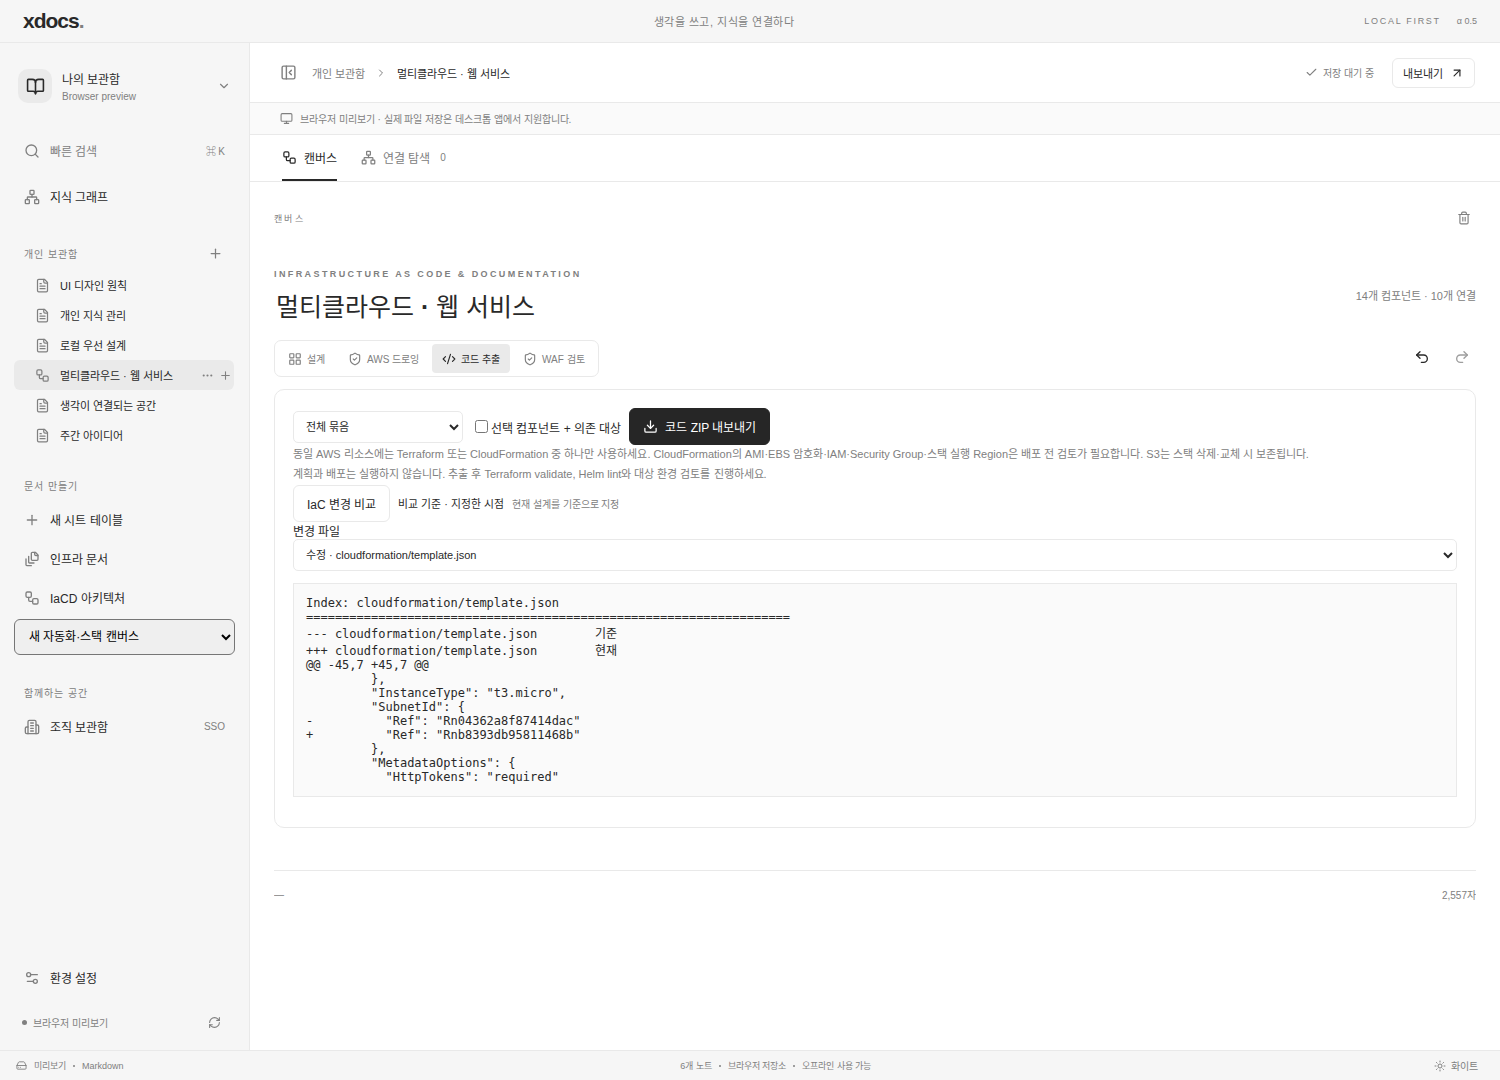 xdocs.
생각을 쓰고, 지식을 연결하다
LOCAL FIRST α 0.5
나의 보관함
Browser preview
빠른 검색 ⌘ K
지식 그래프
개인 보관함
UI 디자인 원칙
개인 지식 관리
로컬 우선 설계
멀티클라우드 · 웹 서비스
생각이 연결되는 공간
주간 아이디어
문서 만들기
새 시트 테이블
인프라 문서
IaCD 아키텍처
새 자동화·스택 캔버스
함께하는 공간
조직 보관함 SSO
환경 설정
브라우저 미리보기
개인 보관함 > 멀티클라우드 · 웹 서비스
저장 대기 중
내보내기
브라우저 미리보기 · 실제 파일 저장은 데스크톱 앱에서 지원합니다.
캔버스 연결 탐색 0
캔버스
INFRASTRUCTURE AS CODE & DOCUMENTATION
멀티클라우드 · 웹 서비스
14개 컴포넌트 · 10개 연결
설계 AWS 드로잉 코드 추출 WAF 검토
전체 묶음 선택 컴포넌트 + 의존 대상 코드 ZIP 내보내기
동일 AWS 리소스에는 Terraform 또는 CloudFormation 중 하나만 사용하세요. CloudFormation의 AMI·EBS 암호화·IAM·Security Group·스택 실행 Region은 배포 전 검토가 필요합니다. S3는 스택 삭제·교체 시 보존됩니다.
계획과 배포는 실행하지 않습니다. 추출 후 Terraform validate, Helm lint와 대상 환경 검토를 진행하세요.
IaC 변경 비교 비교 기준 · 지정한 시점 현재 설계를 기준으로 지정
변경 파일
수정 · cloudformation/template.json
Index: cloudformation/template.json
===================================================================
--- cloudformation/template.json 기준
+++ cloudformation/template.json 현재
@@ -45,7 +45,7 @@
},
"InstanceType": "t3.micro",
"SubnetId": {
- "Ref": "Rn04362a8f87414dac"
+ "Ref": "Rnb8393db95811468b"
},
"MetadataOptions": {
"HttpTokens": "required"
— 2,557자
미리보기 · Markdown
6개 노트 · 브라우저 저장소 · 오프라인 사용 가능
화이트